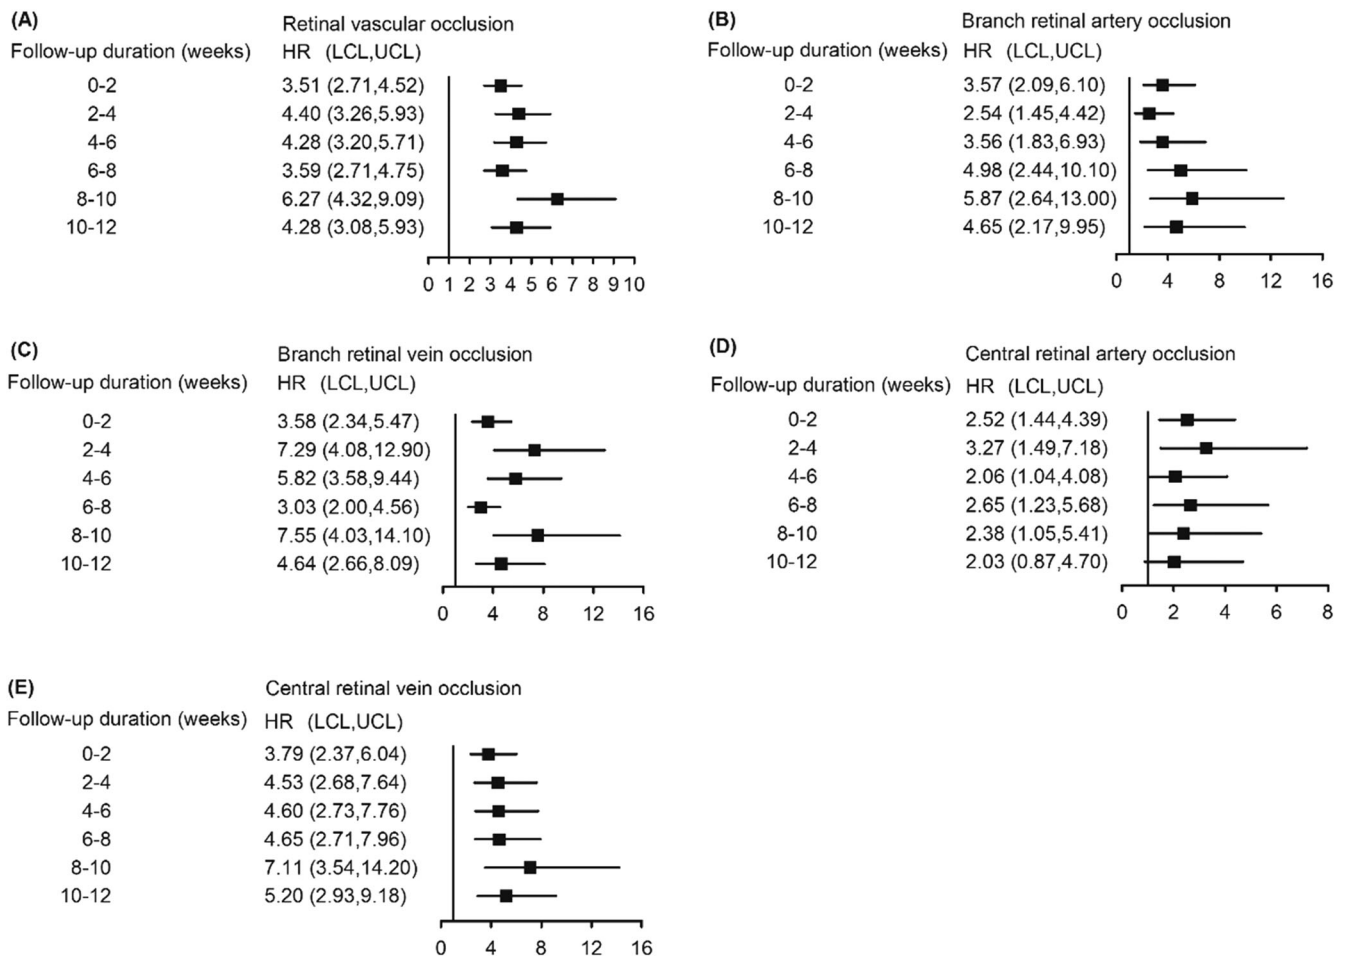 (A)
Retinal vascular occlusion
Follow-up duration (weeks) HR (LCL,UCL)
0-2 3.51 (2.71,4.52)
2-4 4.40 (3.26,5.93)
4-6 4.28 (3.20,5.71)
6-8 3.59 (2.71,4.75)
8-10 6.27 (4.32,9.09)
10-12 4.28 (3.08,5.93)
0 1 2 3 4 5 6 7 8 9 10
(B)
Branch retinal artery occlusion
Follow-up duration (weeks) HR (LCL,UCL)
0-2 3.57 (2.09,6.10)
2-4 2.54 (1.45,4.42)
4-6 3.56 (1.83,6.93)
6-8 4.98 (2.44,10.10)
8-10 5.87 (2.64,13.00)
10-12 4.65 (2.17,9.95)
0 4 8 12 16
(C)
Branch retinal vein occlusion
Follow-up duration (weeks) HR (LCL,UCL)
0-2 3.58 (2.34,5.47)
2-4 7.29 (4.08,12.90)
4-6 5.82 (3.58,9.44)
6-8 3.03 (2.00,4.56)
8-10 7.55 (4.03,14.10)
10-12 4.64 (2.66,8.09)
0 4 8 12 16
(D)
Central retinal artery occlusion
Follow-up duration (weeks) HR (LCL,UCL)
0-2 2.52 (1.44,4.39)
2-4 3.27 (1.49,7.18)
4-6 2.06 (1.04,4.08)
6-8 2.65 (1.23,5.68)
8-10 2.38 (1.05,5.41)
10-12 2.03 (0.87,4.70)
0 2 4 6 8
(E)
Central retinal vein occlusion
Follow-up duration (weeks) HR (LCL,UCL)
0-2 3.79 (2.37,6.04)
2-4 4.53 (2.68,7.64)
4-6 4.60 (2.73,7.76)
6-8 4.65 (2.71,7.96)
8-10 7.11 (3.54,14.20)
10-12 5.20 (2.93,9.18)
0 4 8 12 16